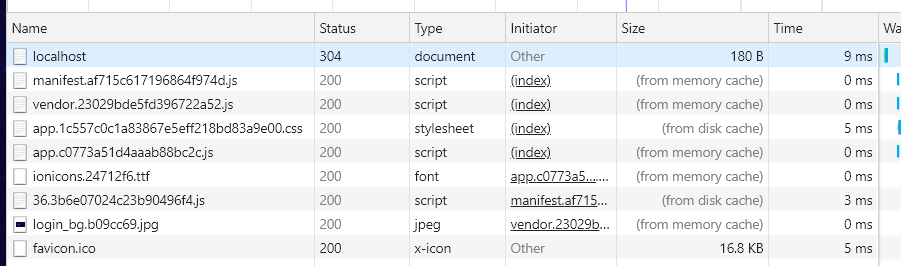 Name Status Type Initiator Size Time Wa
localhost 304 document Other 180 B 9 ms
manifest.af715c617196864f974d.js 200 script (index) (from memory cache) 0 ms
vendor.23029bde5fd396722a52.js 200 script (index) (from memory cache) 0 ms
app.1c557c0c1a83867e5eff218bd83a9e00.css 200 stylesheet (index) (from disk cache) 5 ms
app.c0773a51d4aaab88bc2c.js 200 script (index) (from memory cache) 0 ms
ionicons.24712f6.ttf 200 font app.c0773a5…... (from memory cache) 0 ms
36.3b6e07024c23b90496f4.js 200 script manifest.af715... (from disk cache) 3 ms
login_bg.b09cc69.jpg 200 jpeg vendor.23029b... (from memory cache) 0 ms
favicon.ico 200 x-icon Other 16.8 KB 5 ms